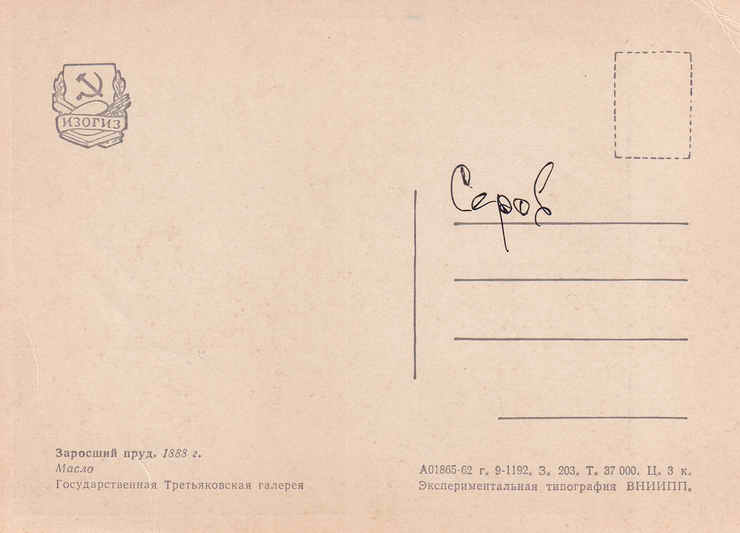 ИЗОГИЗ
Серов
Заросший пруд. 1888 г.
Масло
Государственная Третьяковская галерея
А01865-62 г. 9-1192. З. 203. Т. 37 000. Ц. 3 к.
Экспериментальная типография ВНИИПП.